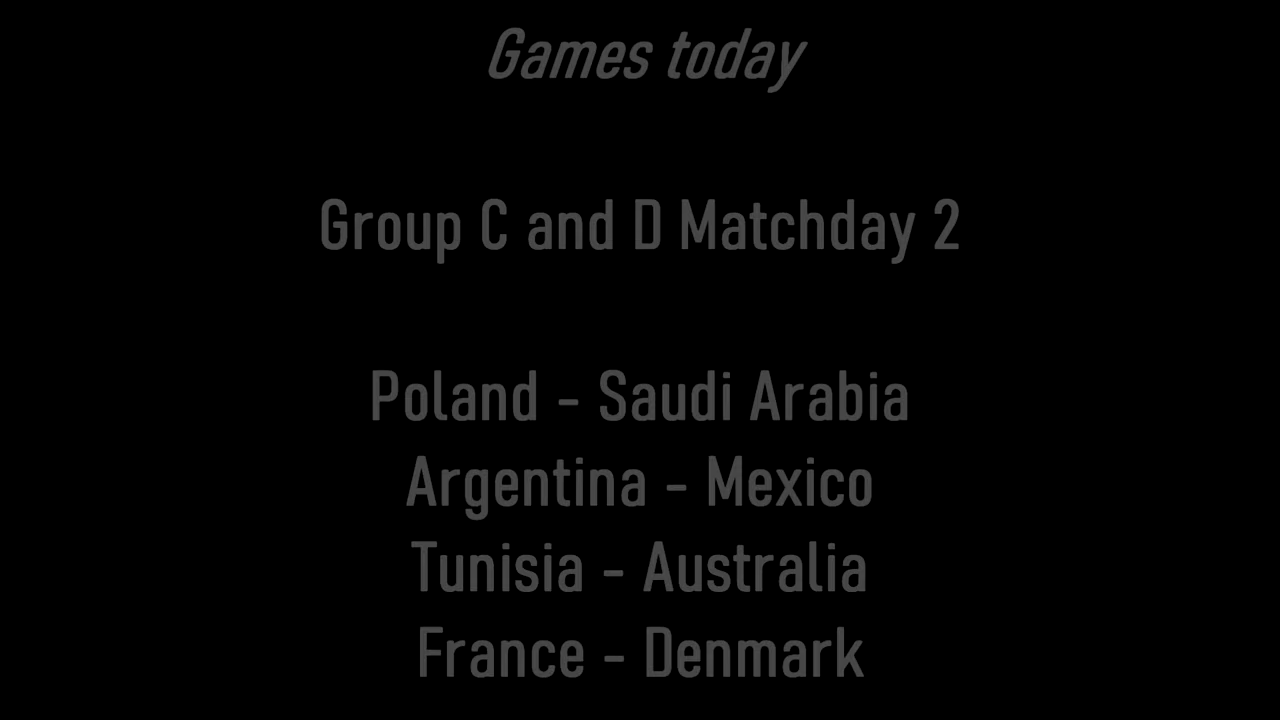 Games today
Group C and D Matchday 2
Poland - Saudi Arabia
Argentina - Mexico
Tunisia - Australia
France - Denmark